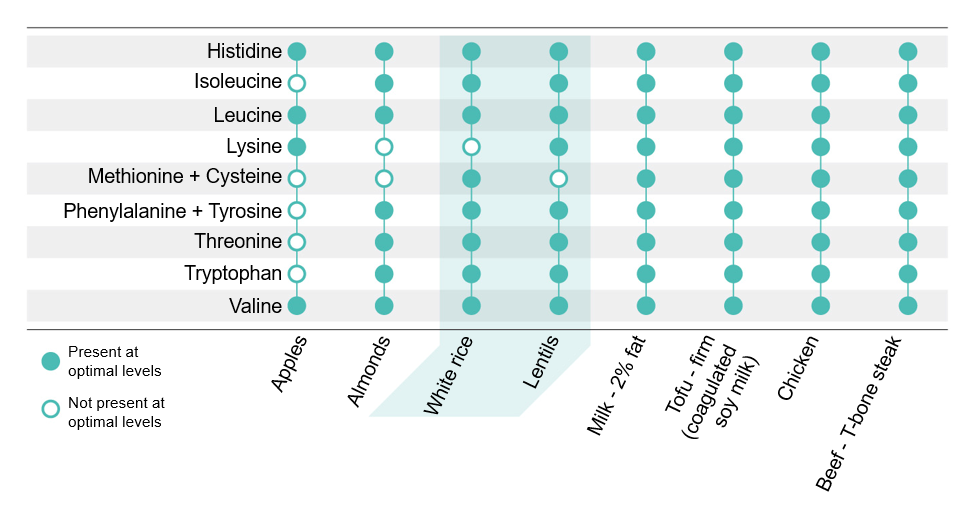 Histidine
Isoleucine
Leucine
Lysine
Methionine + Cysteine
Phenylalanine + Tyrosine
Threonine
Tryptophan
Valine
Present at
optimal levels
Not present at
optimal levels
Apples
Almonds
White rice
Lentils
Milk - 2% fat
Tofu - firm
(coagulated
soy milk)
Chicken
Beef - T-bone steak